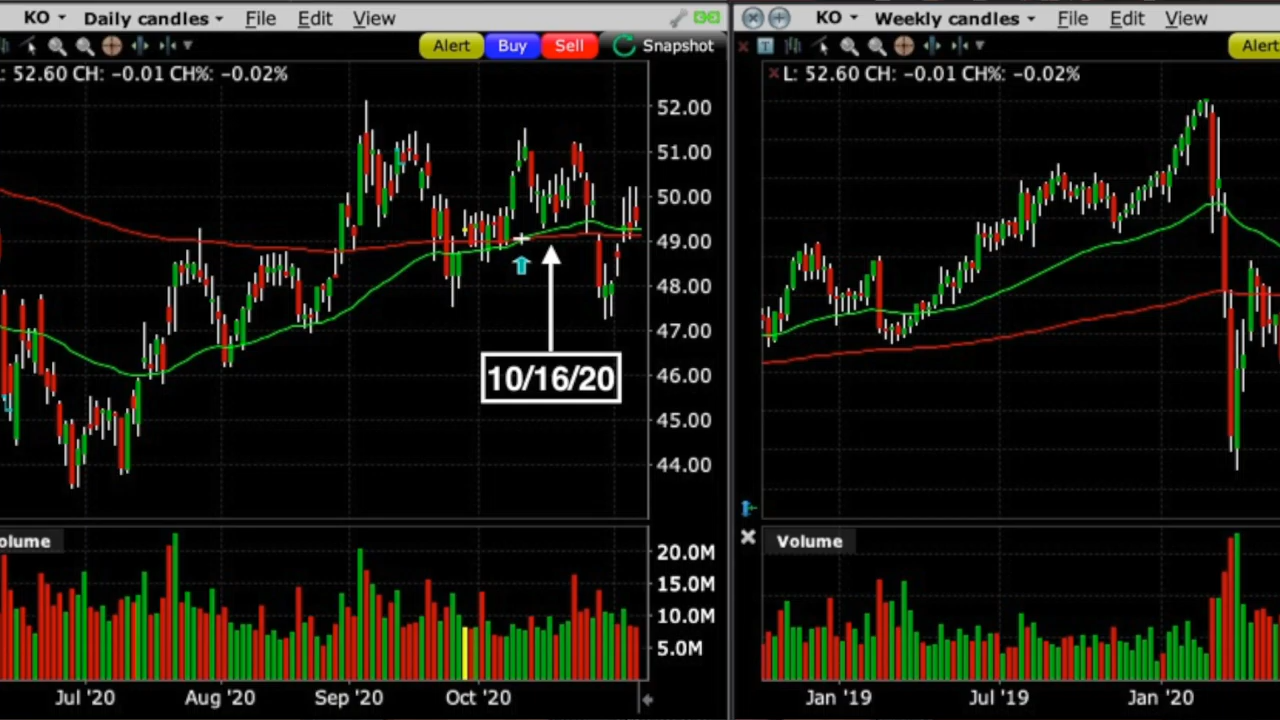 KO Daily candles File Edit View
Alert Buy Sell Snapshot
L: 52.60 CH: −0.01 CH%: −0.02%
52.00
51.00
50.00
49.00
48.00
47.00
46.00
45.00
44.00
10/16/20
olume
20.0M
15.0M
10.0M
5.0M
Jul '20 Aug '20 Sep '20 Oct '20
KO Weekly candles File Edit View
T Alert
L: 52.60 CH: −0.01 CH%: −0.02%
Volume
Jan '19 Jul '19 Jan '20